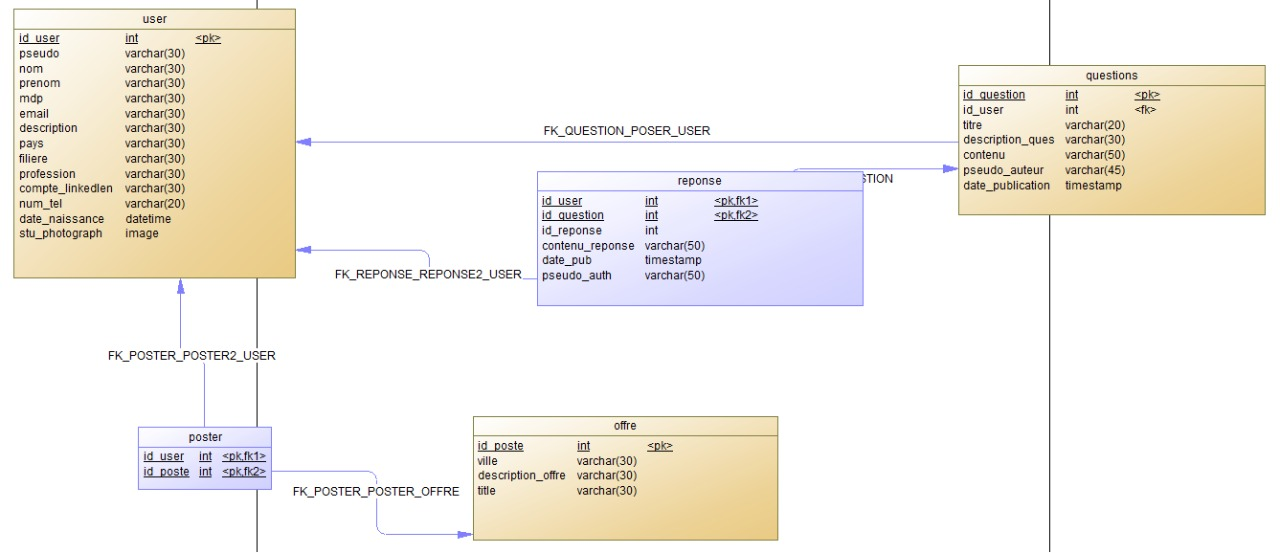 user
id_user int <pk>
pseudo varchar(30)
nom varchar(30)
prenom varchar(30)
mdp varchar(30)
email varchar(30)
description varchar(30)
pays varchar(30)
filiere varchar(30)
profession varchar(30)
compte_linkedlen varchar(30)
num_tel varchar(20)
date_naissance datetime
stu_photograph image
questions
id_question int <pk>
id_user int <fk>
titre varchar(20)
description_ques varchar(30)
contenu varchar(50)
pseudo_auteur varchar(45)
date_publication timestamp
FK_QUESTION_POSER_USER
STION
reponse
id_user int <pk,fk1>
id_question int <pk,fk2>
id_reponse int
contenu_reponse varchar(50)
date_pub timestamp
pseudo_auth varchar(50)
FK_REPONSE_REPONSE2_USER
FK_POSTER_POSTER2_USER
poster
id_user int <pk,fk1>
id_poste int <pk,fk2>
FK_POSTER_POSTER_OFFRE
offre
id_poste int <pk>
ville varchar(30)
description_offre varchar(30)
title varchar(30)